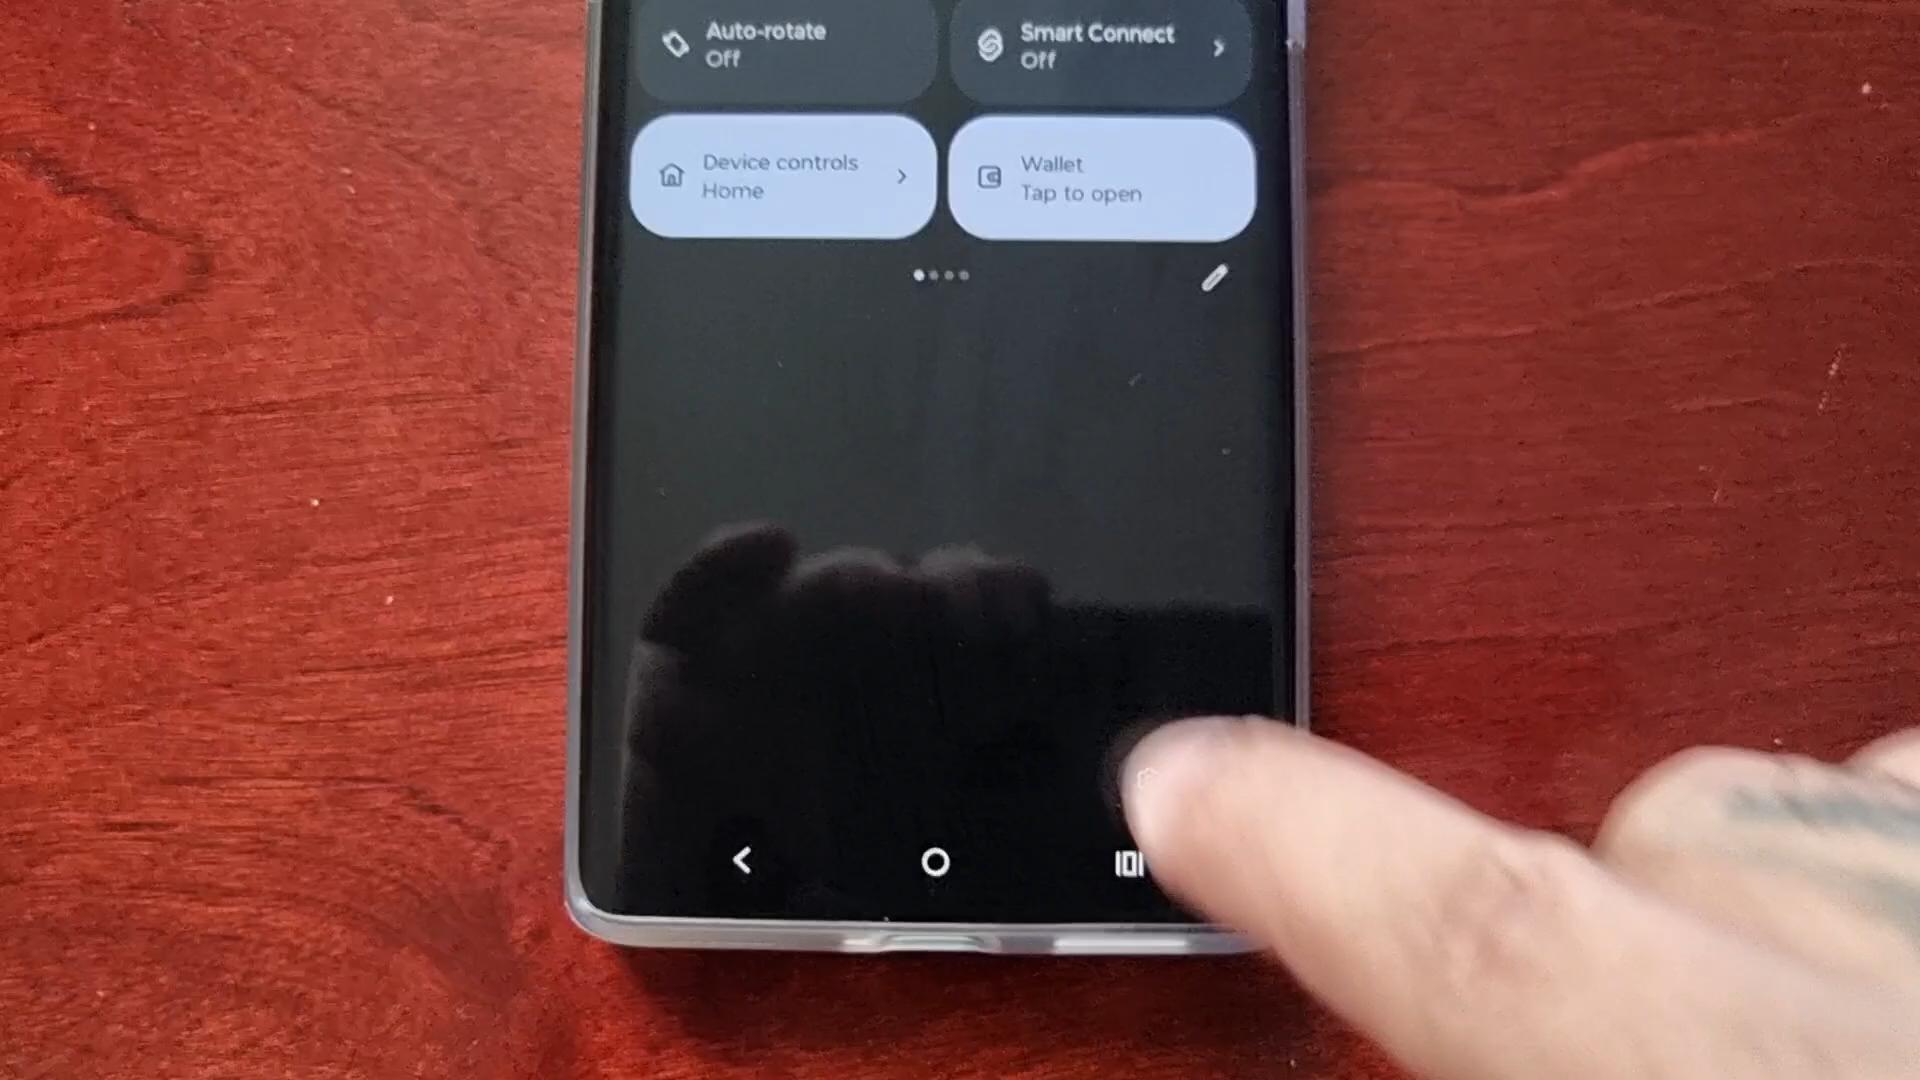 Auto-rotate
Off
Smart Connect
Off
Device controls
Home
Wallet
Tap to open